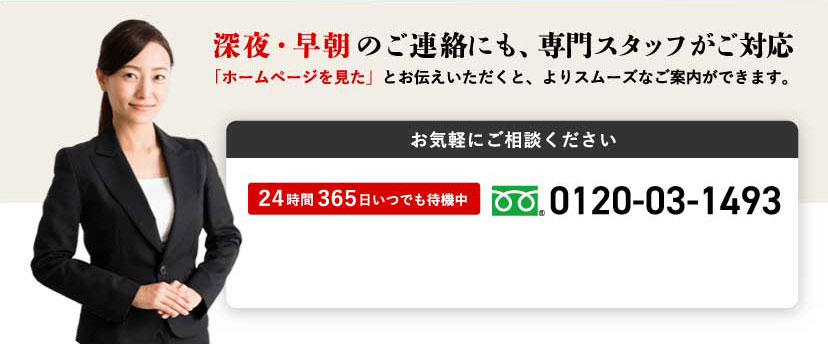 深夜・早朝のご連絡にも、専門スタッフがご対応
「ホームページを見た」とお伝えいただくと、よりスムーズなご案内ができます。
お気軽にご相談ください
24時間365日いつでも待機中 0120-03-1493